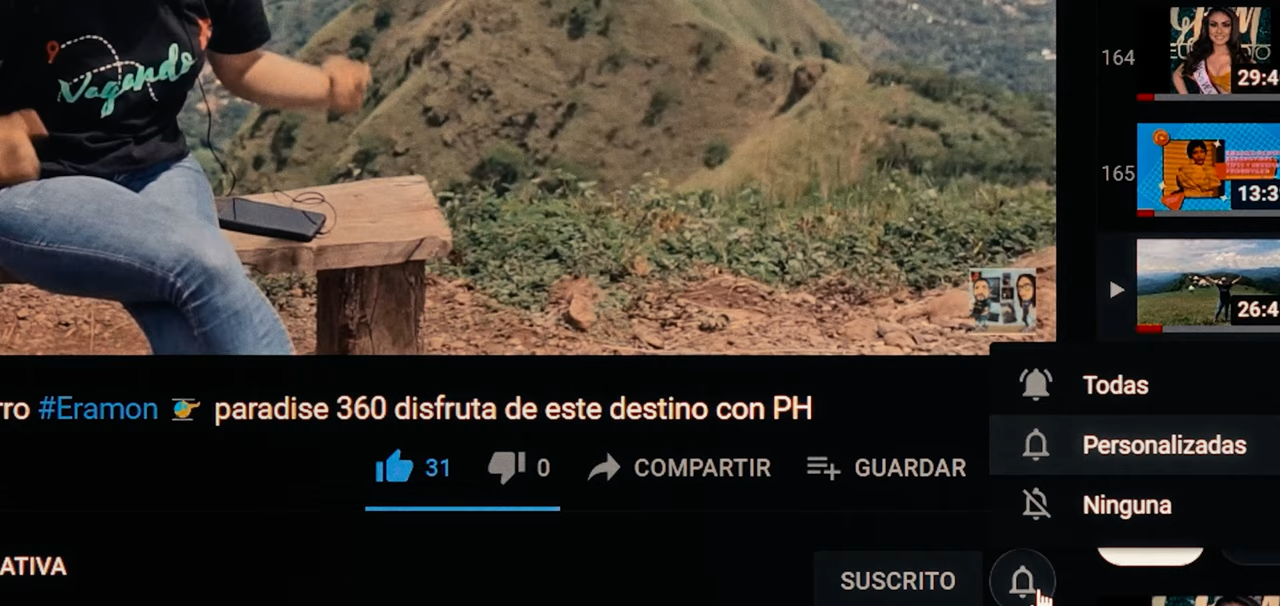 Vagando
164
29:4
165
13:3
26:4
rro #Eramon paradise 360 disfruta de este destino con PH
31 0 COMPARTIR GUARDAR
Todas
Personalizadas
Ninguna
ATIVA
SUSCRITO